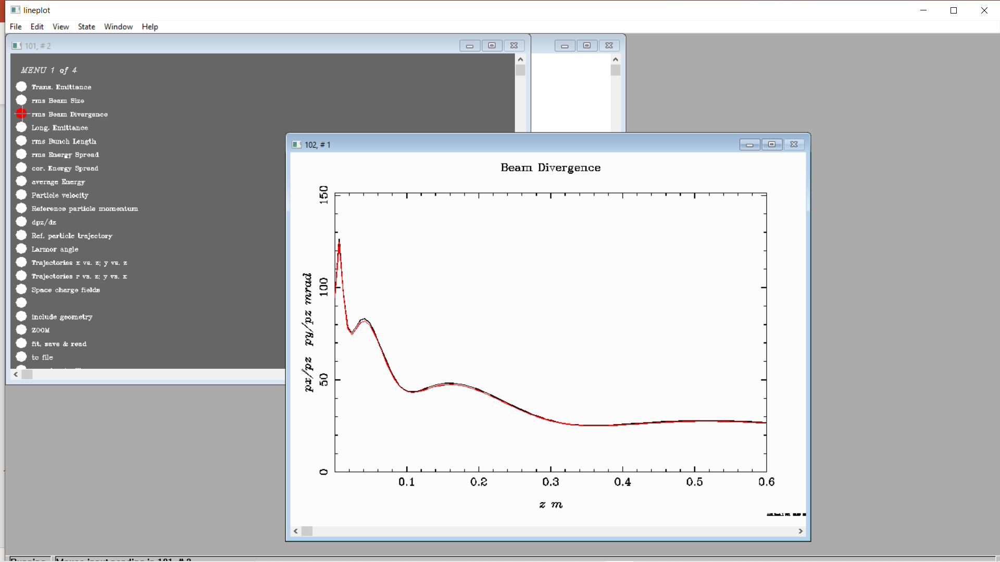 lineplot
File Edit View State Window Help
101, # 2
MENU 1 of 4
Trans. Emittance
rms Beam Size
rms Beam Divergence
Long. Emittance
rms Bunch Length
rms Energy Spread
cor. Energy Spread
average Energy
Particle velocity
Reference particle momentum
dpz/dz
Ref. particle trajectory
Larmor angle
Trajectories x vs. z; y vs. z
Trajectories r vs. z; y vs. x
Space charge fields
include geometry
ZOOM
fit, save & read
to file
102, # 1
Beam Divergence
px/pz py/pz mrad
150
100
50
0
0.1 0.2 0.3 0.4 0.5 0.6
z m